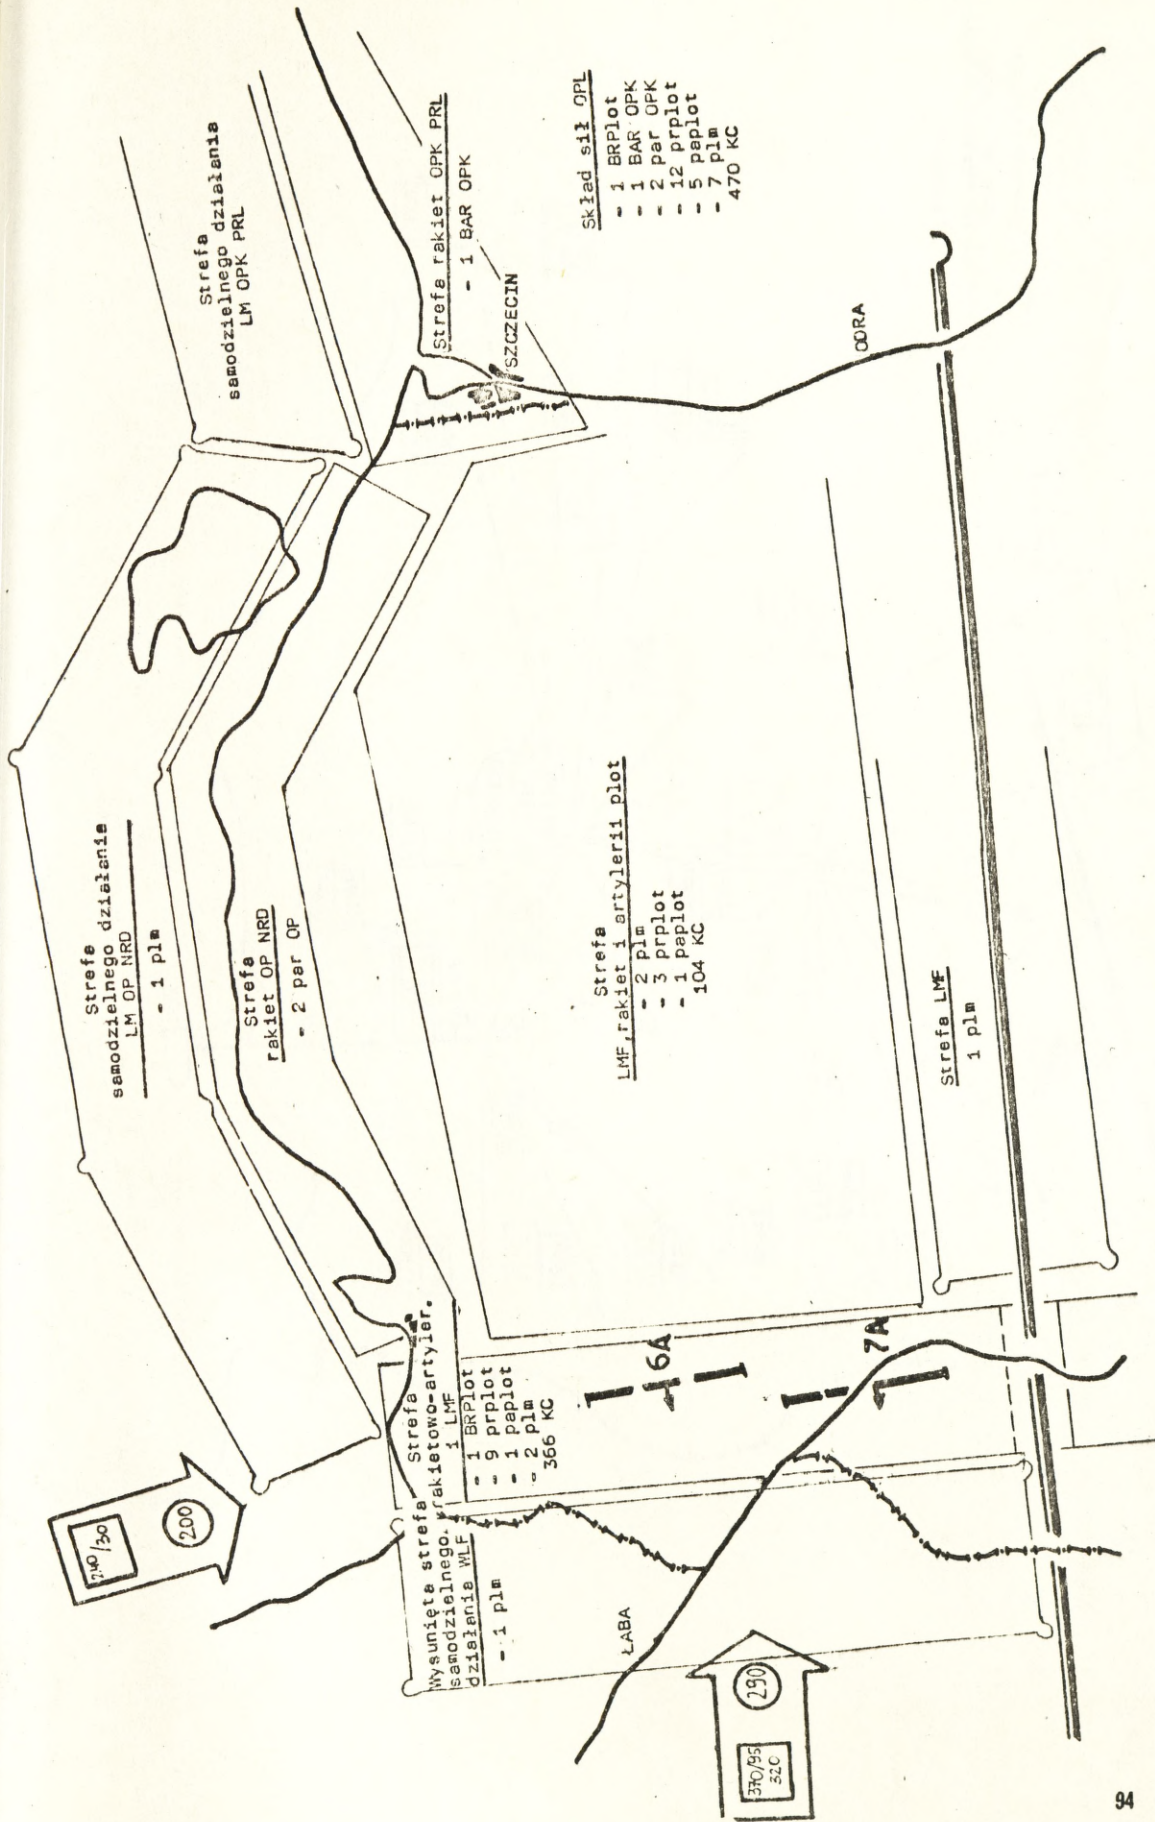 240/30
200
Strefa
samodzielnego działania
LM OP NRD
- 1 plm
Strefa
samodzielnego działania
LM OPK PRL
Strefa
rakiet OP NRD
- 2 par OP
Strefa rakiet OPK PRL
- 1 BAR OPK
SZCZECIN
Skład sił OPL
- 1 BRPlot
- 1 BAR OPK
- 2 par OPK
- 12 prplot
- 5 paplot
- 7 plm
470 KC
Wysunięta strefa
samodzielnego
działania WLF
- 1 plm
Strefa
rakietowo-artyler.
1 LMF
- 1 BRPlot
- 9 prplot
- 1 paplot
- 2 plm
366 KC
Strefa
LMF, rakiet i artylerii plot
- 2 plm
- 3 prplot
- 1 paplot
104 KC
6A
7A
ŁABA
ODRA
370/95
320
290
Strefa LMF
1 plm
94